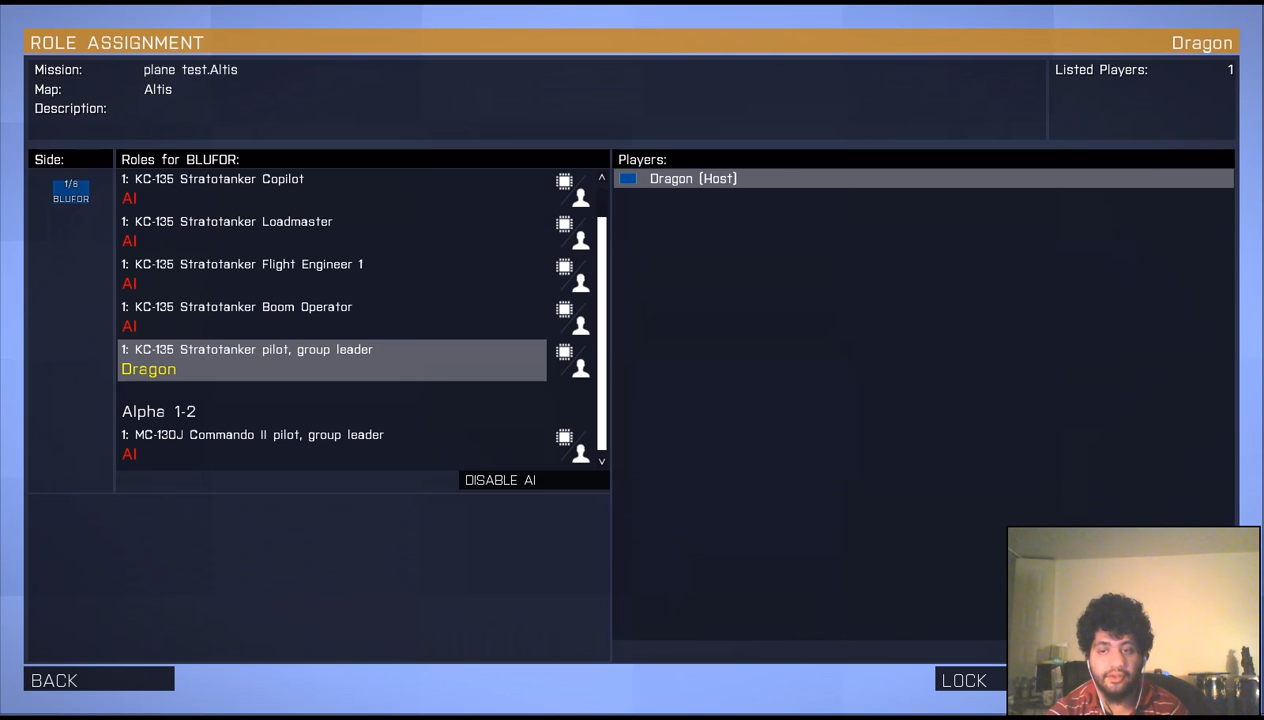 ROLE ASSIGNMENT
Dragon
Mission: plane test.Altis
Map: Altis
Description:
Listed Players: 1
Side:
1/6
BLUFOR
Roles for BLUFOR:
1: KC-135 Stratotanker Copilot
AI
1: KC-135 Stratotanker Loadmaster
AI
1: KC-135 Stratotanker Flight Engineer 1
AI
1: KC-135 Stratotanker Boom Operator
AI
1: KC-135 Stratotanker pilot, group leader
Dragon
Alpha 1-2
1: MC-130J Commando II pilot, group leader
AI
DISABLE AI
Players:
Dragon (Host)
BACK
LOCK